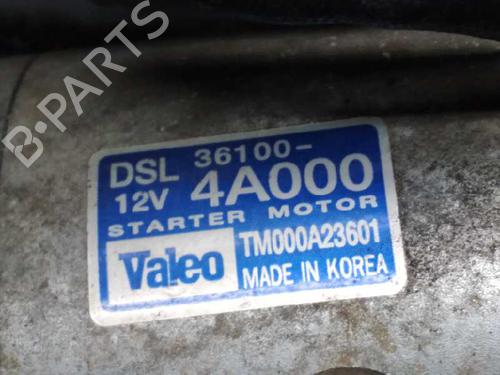 B-PARTS
DSL 36100-
12V 4A000
STARTER MOTOR
Valeo TM000A23601
MADE IN KOREA